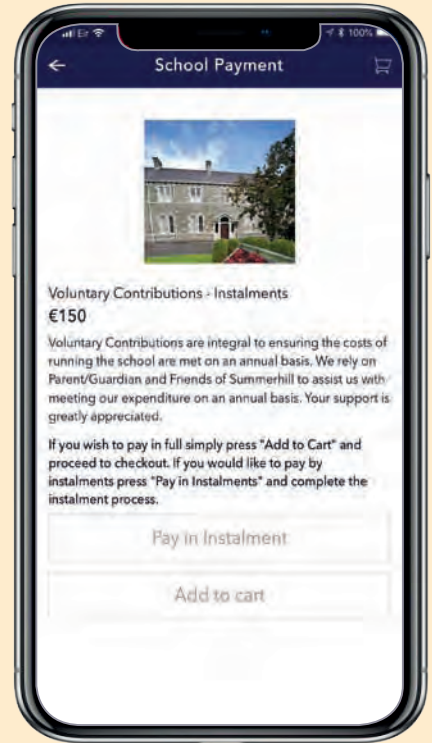 Eir 100%
School Payment
Voluntary Contributions - Instalments
€150
Voluntary Contributions are integral to ensuring the costs of
running the school are met on an annual basis. We rely on
Parent/Guardian and Friends of Summerhill to assist us with
meeting our expenditure on an annual basis. Your support is
greatly appreciated.
If you wish to pay in full simply press "Add to Cart" and
proceed to checkout. If you would like to pay by
instalments press "Pay in Instalments" and complete the
instalment process.
Pay in Instalment
Add to cart